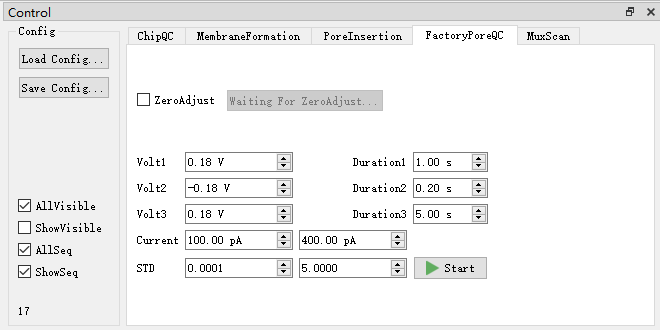 Control
Config
Load Config...
Save Config...
AllVisible
ShowVisible
AllSeq
ShowSeq
17
ChipQC MembraneFormation PoreInsertion FactoryPoreQC MuxScan
ZeroAdjust Waiting For ZeroAdjust...
Volt1 0.18 V Duration1 1.00 s
Volt2 -0.18 V Duration2 0.20 s
Volt3 0.18 V Duration3 5.00 s
Current 100.00 pA 400.00 pA
STD 0.0001 5.0000 Start